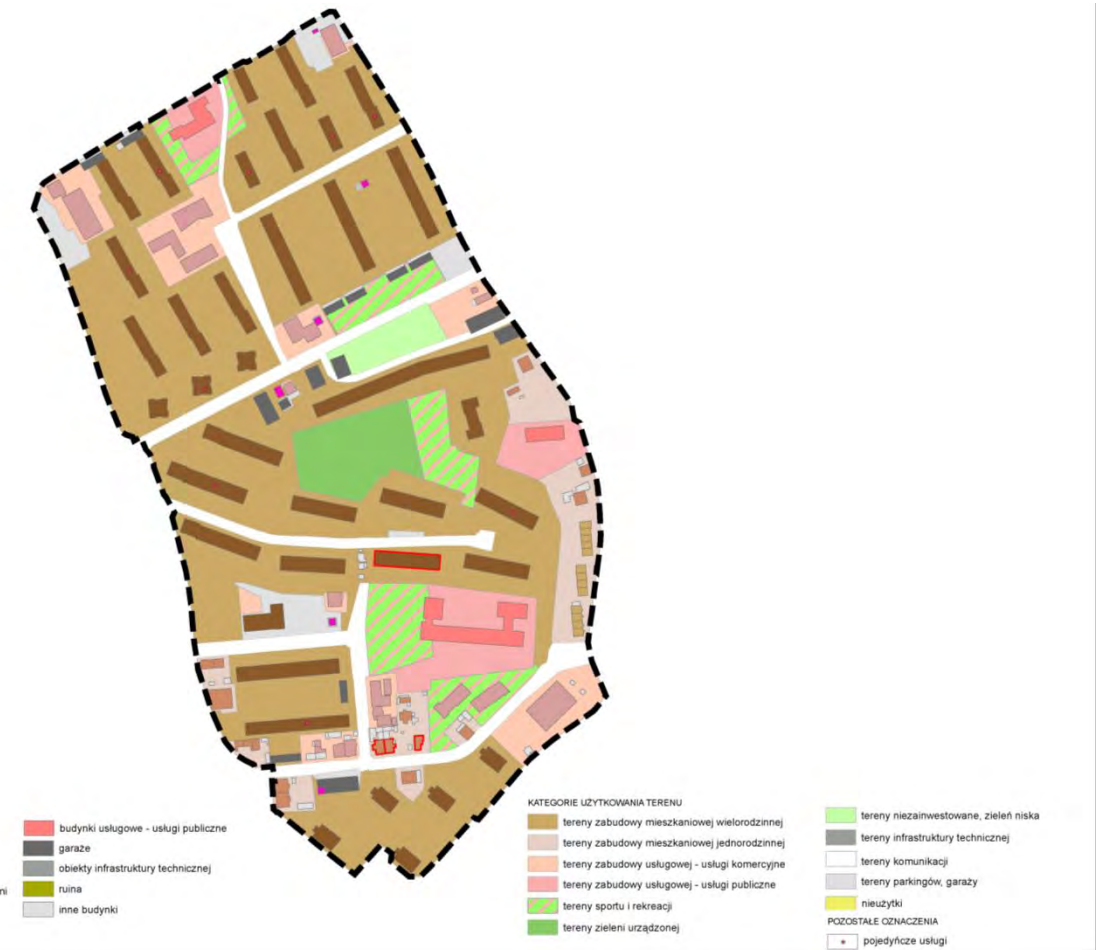 budynki usługowe - usługi publiczne
garaże
obiekty infrastruktury technicznej
ni
ruina
inne budynki
KATEGORIE UŻYTKOWANIA TERENU
tereny zabudowy mieszkaniowej wielorodzinnej
tereny zabudowy mieszkaniowej jednorodzinnej
tereny zabudowy usługowej - usługi komercyjne
tereny zabudowy usługowej - usługi publiczne
tereny sportu i rekreacji
tereny zieleni urządzonej
tereny niezainwestowane, zieleń niska
tereny infrastruktury technicznej
tereny komunikacji
tereny parkingów, garaży
nieużytki
POZOSTAŁE OZNACZENIA
pojedyńcze usługi